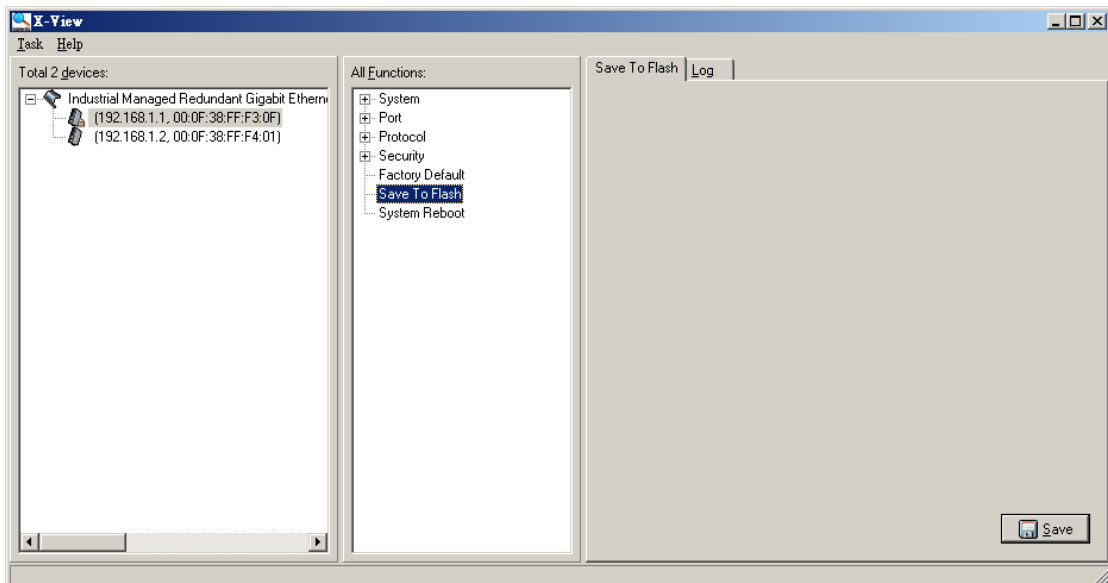 X-View
Task Help
Total 2 devices:
Industrial Managed Redundant Gigabit
(192.168.1.1, 00:0F:38:FF:F3:0F)
(192.168.1.2, 00:0F:38:FF:F4:01)
All Functions:
System
Port
Protocol
Security
Factory Default
Save To Flash
System Reboot
Save To Flash Log
Save